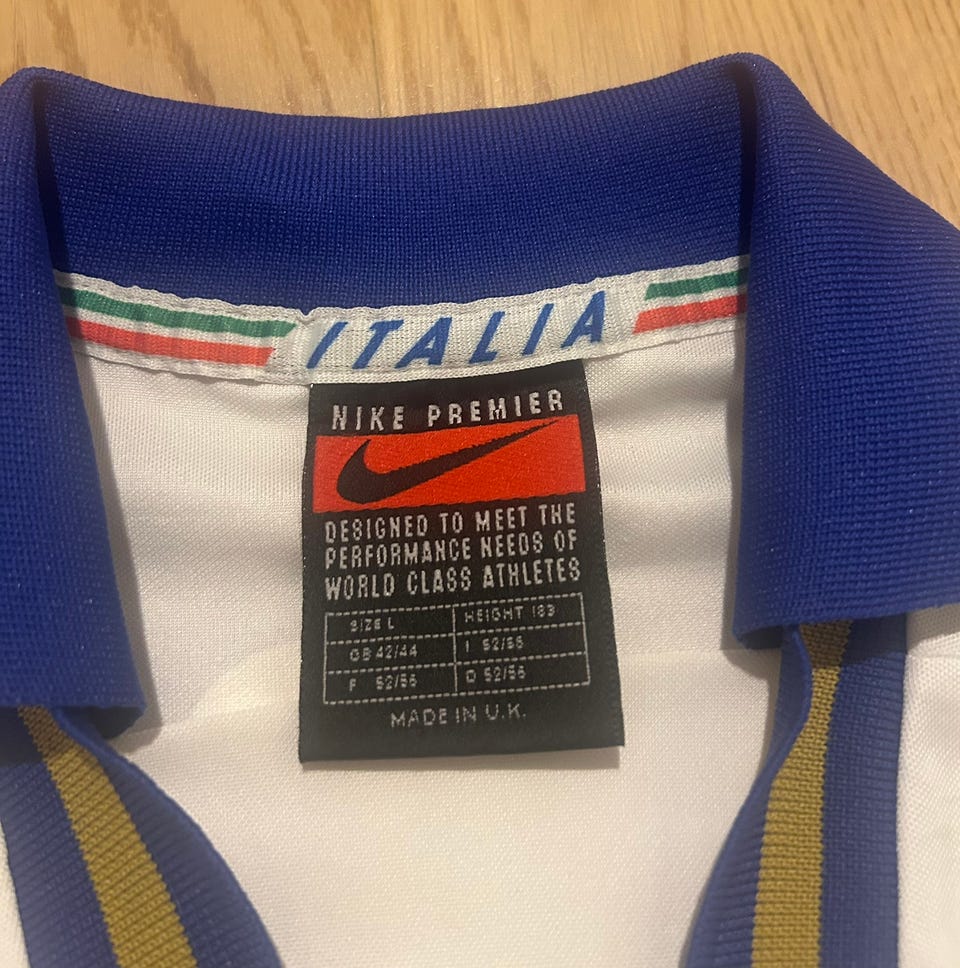 ITALIA
NIKE PREMIER
DESIGNED TO MEET THE
PERFORMANCE NEEDS OF
WORLD CLASS ATHLETES
SIZE L HEIGHT 183
GB 42/44 I 52/56
F 52/56 D 52/56
MADE IN U.K.